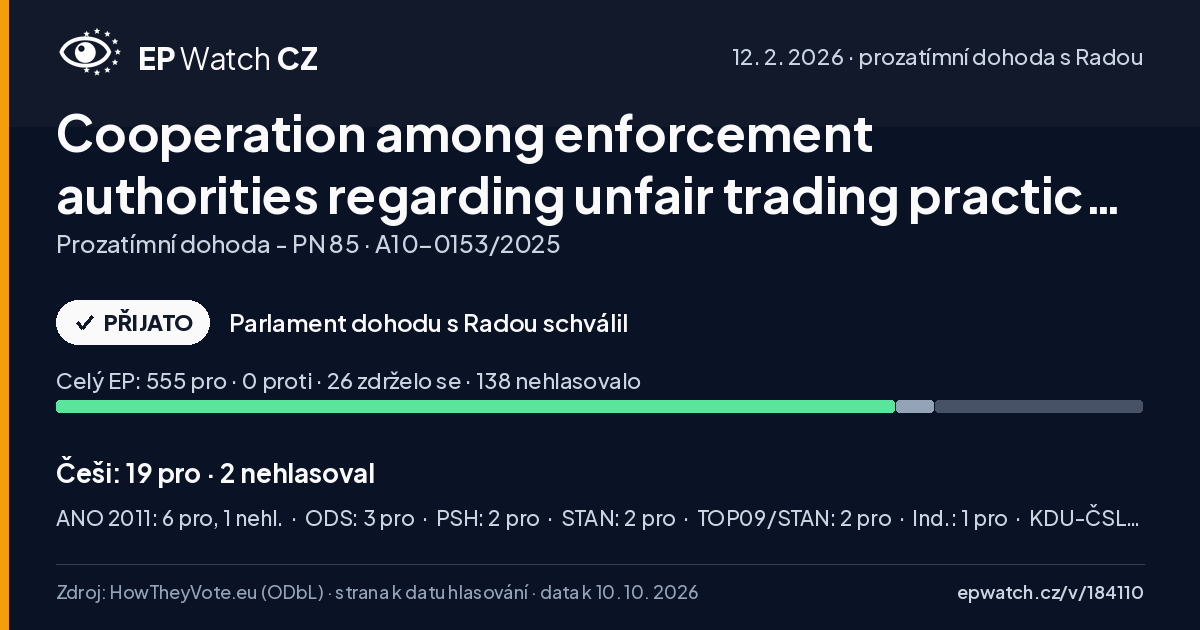 EP Watch CZ
12. 2. 2026 · prozatímní dohoda s Radou
Cooperation among enforcement
authorities regarding unfair trading practic…
Prozatímní dohoda – PN 85 · A10–0153/2025
✓ PŘIJATO Parlament dohodu s Radou schválil
Celý EP: 555 pro · 0 proti · 26 zdrželo se · 138 nehlasovalo
Češi: 19 pro · 2 nehlasoval
ANO 2011: 6 pro, 1 nehl. · ODS: 3 pro · PSH: 2 pro · STAN: 2 pro · TOP09/STAN: 2 pro · Ind.: 1 pro · KDU-ČSL…
Zdroj: HowTheyVote.eu (ODbL) · strana k datu hlasování · data k 10. 10. 2026
epwatch.cz/v/184110